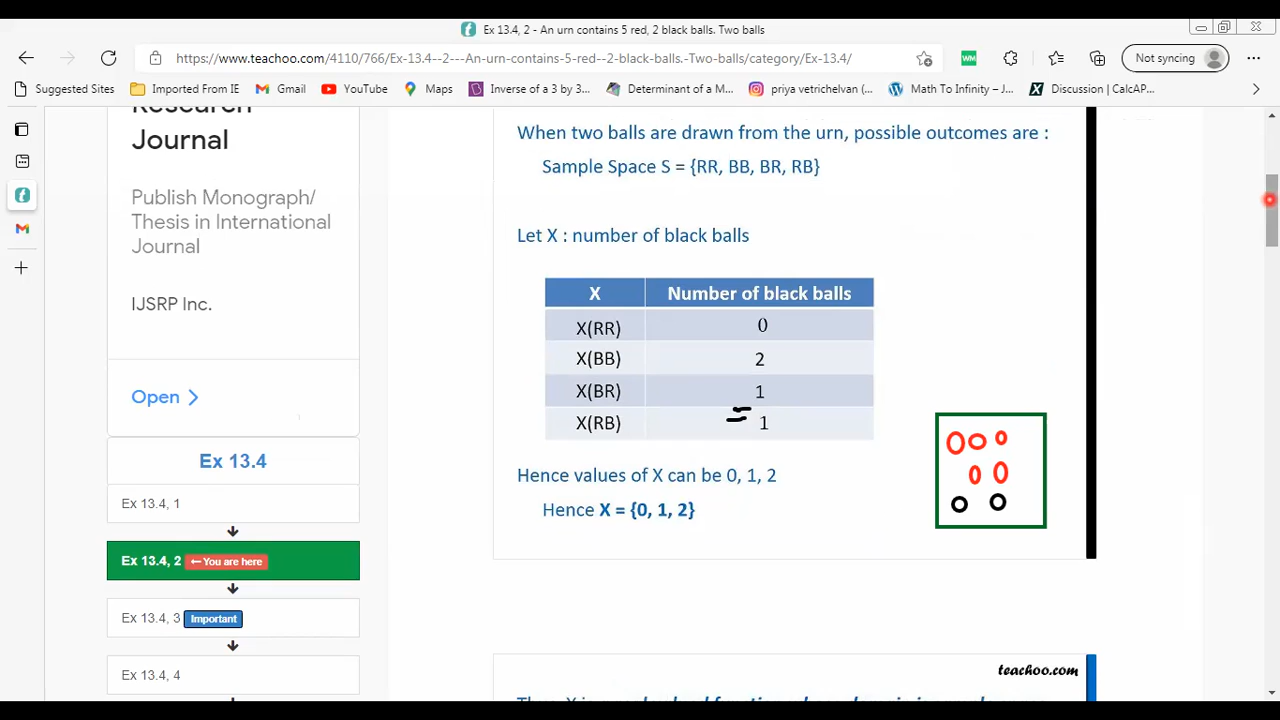 Ex 13.4, 2 - An urn contains 5 red, 2 black balls. Two balls
https://www.teachoo.com/4110/766/Ex-13.4--2---An-urn-contains-5-red--2-black-balls.-Two-balls/category/Ex-13.4/
WM
Not syncing
Suggested Sites
Imported From IE
Gmail
YouTube
Maps
Inverse of a 3 by 3...
Determinant of a M...
priya vetrichelvan (...
Math To Infinity – J...
Discussion | CalcAP...
Journal
Publish Monograph/
Thesis in International
Journal
IJSRP Inc.
Open
Ex 13.4
Ex 13.4, 1
Ex 13.4, 2 ←You are here
Ex 13.4, 3 Important
Ex 13.4, 4
When two balls are drawn from the urn, possible outcomes are :
Sample Space S = {RR, BB, BR, RB}
Let X : number of black balls
X Number of black balls
X(RR) 0
X(BB) 2
X(BR) 1
X(RB) 1
Hence values of X can be 0, 1, 2
Hence X = {0, 1, 2}
teachoo.com